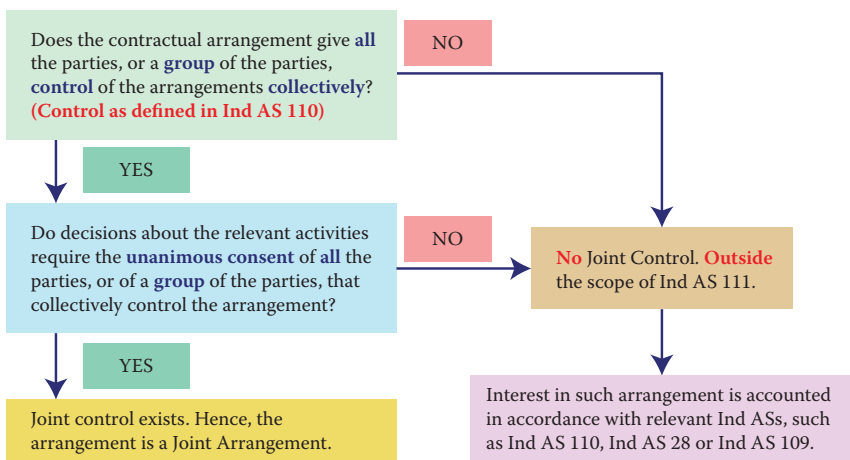 Does the contractual arrangement give all
the parties, or a group of the parties,
control of the arrangements collectively?
(Control as defined in Ind AS 110)
NO
YES
Do decisions about the relevant activities
require the unanimous consent of all the
parties, or of a group of the parties, that
collectively control the arrangement?
NO
No Joint Control. Outside
the scope of Ind AS 111.
YES
Joint control exists. Hence, the
arrangement is a Joint Arrangement.
Interest in such arrangement is accounted
in accordance with relevant Ind ASs, such
as Ind AS 110, Ind AS 28 or Ind AS 109.